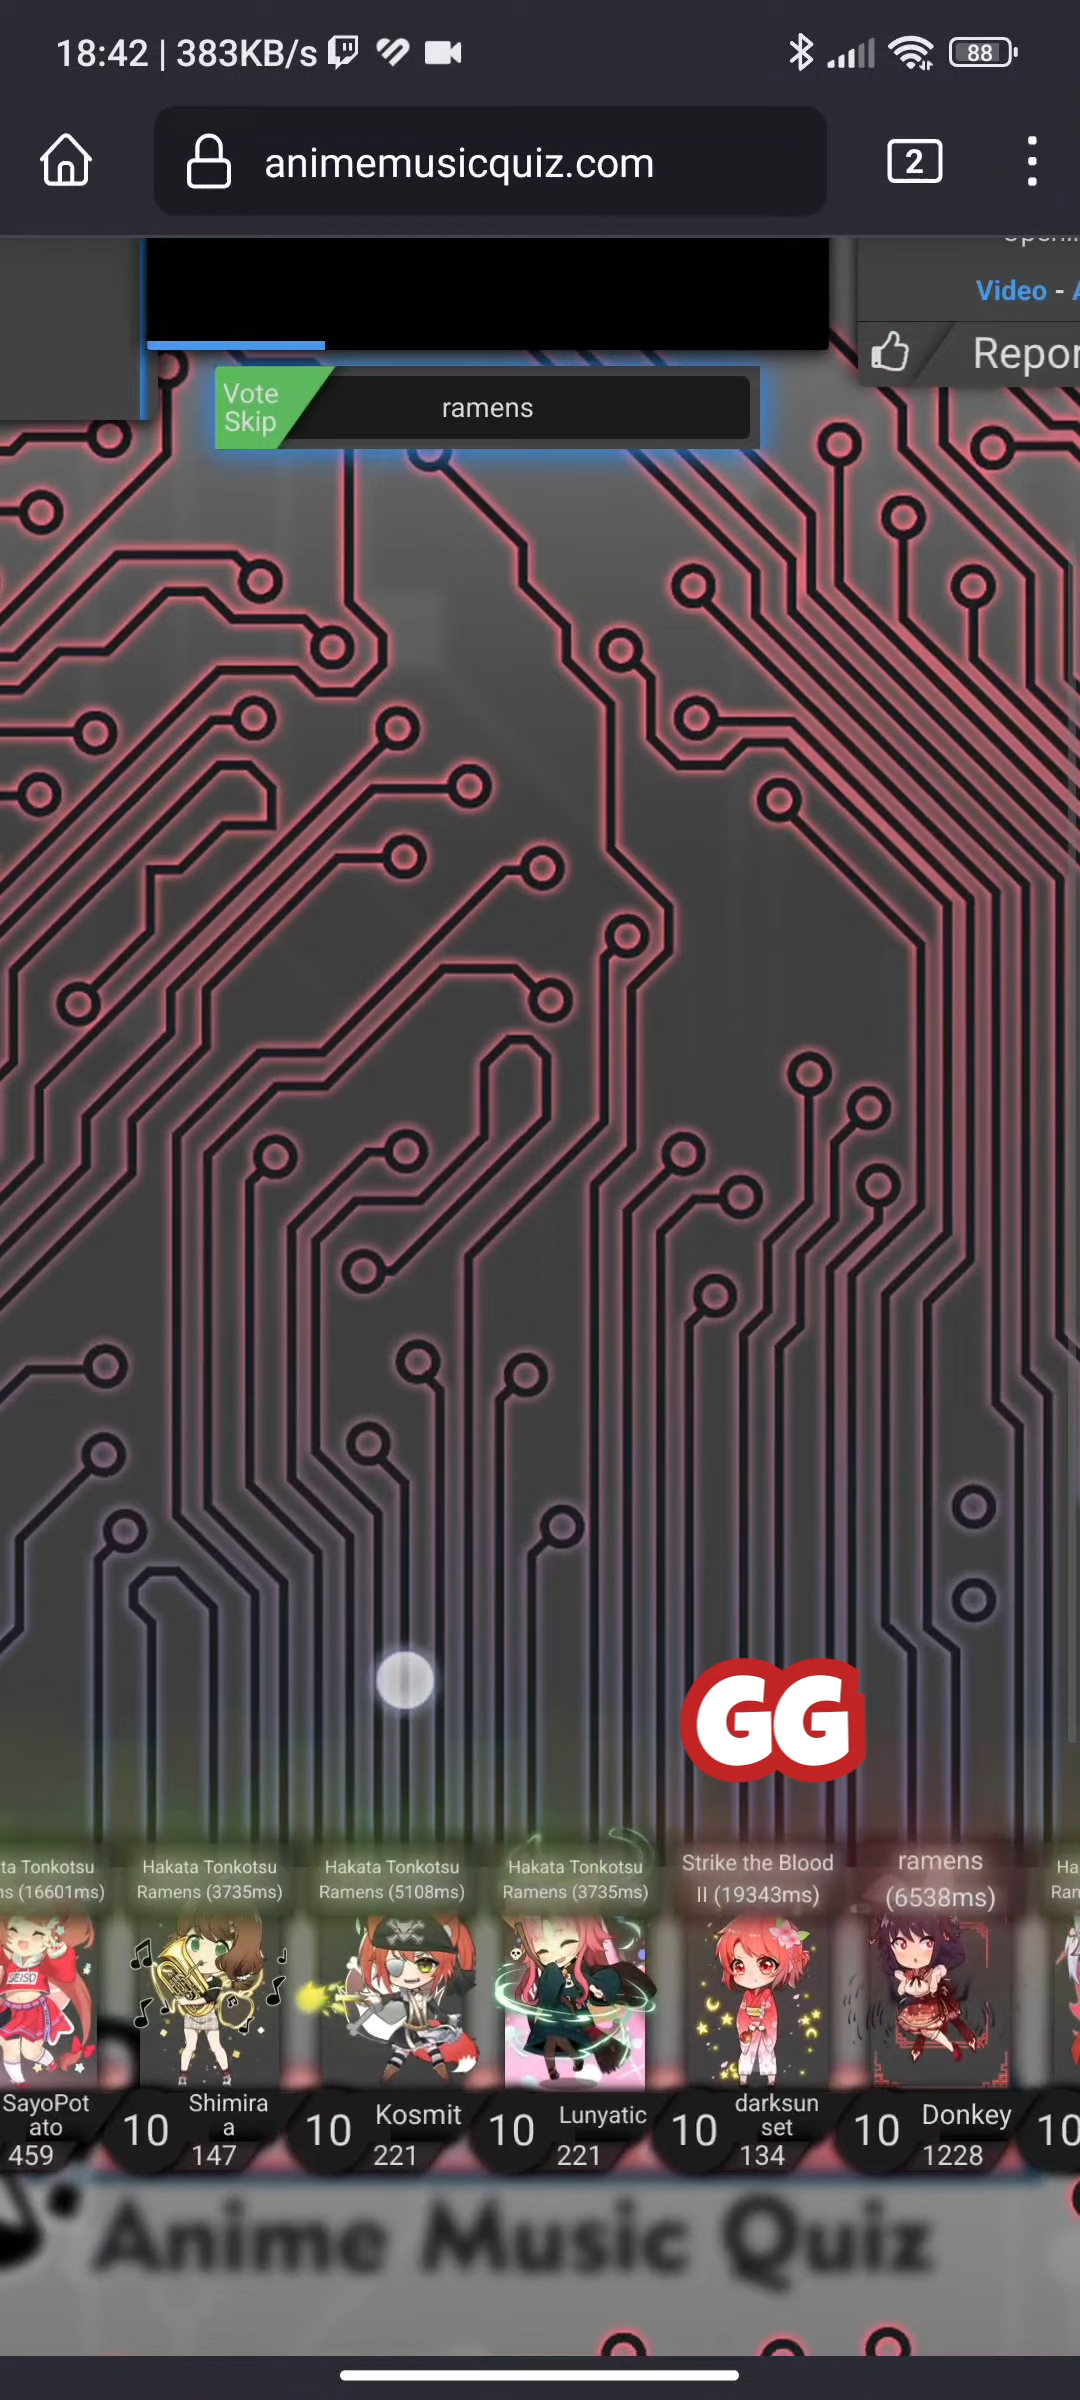 18:42 | 383KB/s
88
animemusicquiz.com
2
Video -
Vote
Skip
ramens
Repor
GG
ta Tonkotsu
ns (16601ms)
Hakata Tonkotsu
Ramens (3735ms)
Hakata Tonkotsu
Ramens (5108ms)
Hakata Tonkotsu
Ramens (3735ms)
Strike the Blood
II (19343ms)
ramens
(6538ms)
Ha
Ran
SayoPot
ato
459
10
Shimira
a
147
10
Kosmit
221
10
Lunyatic
221
10
darksun
set
134
10
Donkey
1228
10
Anime Music Quiz